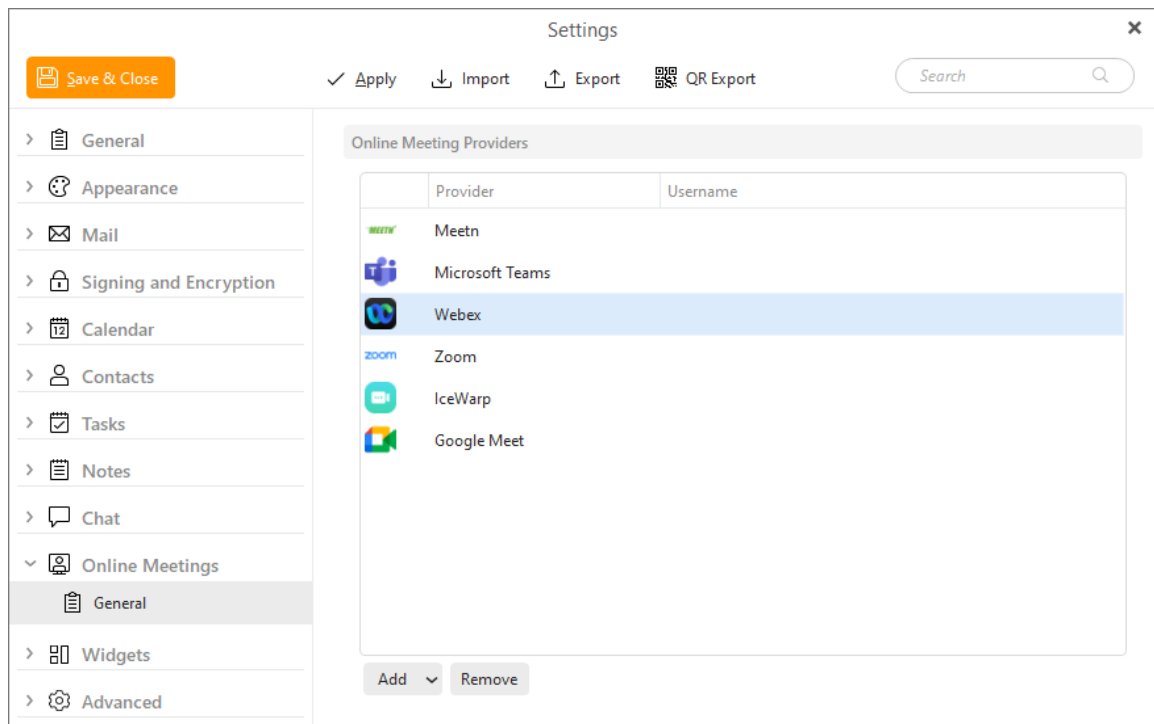 Settings
Save & Close
Apply
Import
Export
QR Export
Search
General
Appearance
Mail
Signing and Encryption
12
Calendar
Contacts
Tasks
Notes
Chat
Online Meetings
General
Widgets
Advanced
Online Meeting Providers
Provider Username
MEETN Meetn
T Microsoft Teams
Webex
zoom Zoom
IceWarp
Google Meet
Add
Remove